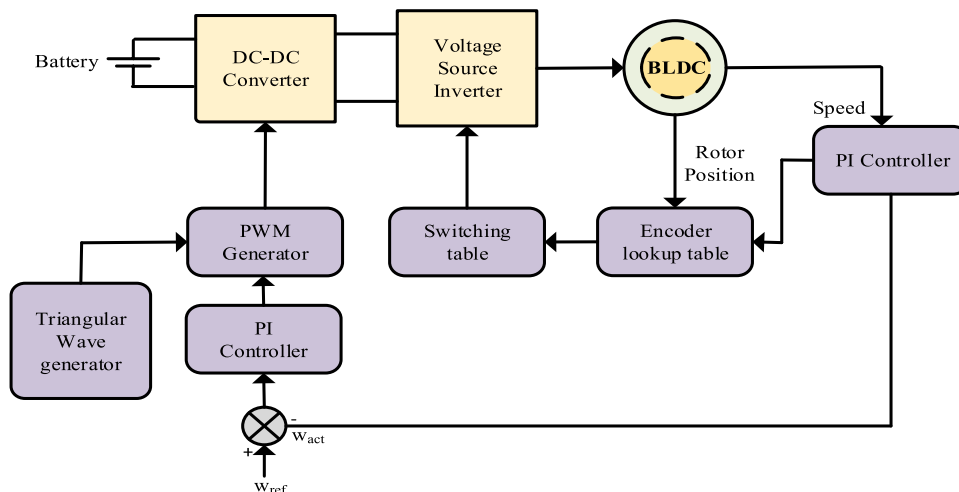 Battery
DC-DC
Converter
Voltage
Source
Inverter
BLDC
Speed
PI Controller
Rotor
Position
PWM
Generator
Switching
table
Encoder
lookup table
Triangular
Wave
generator
PI
Controller
-
+
wact
wref